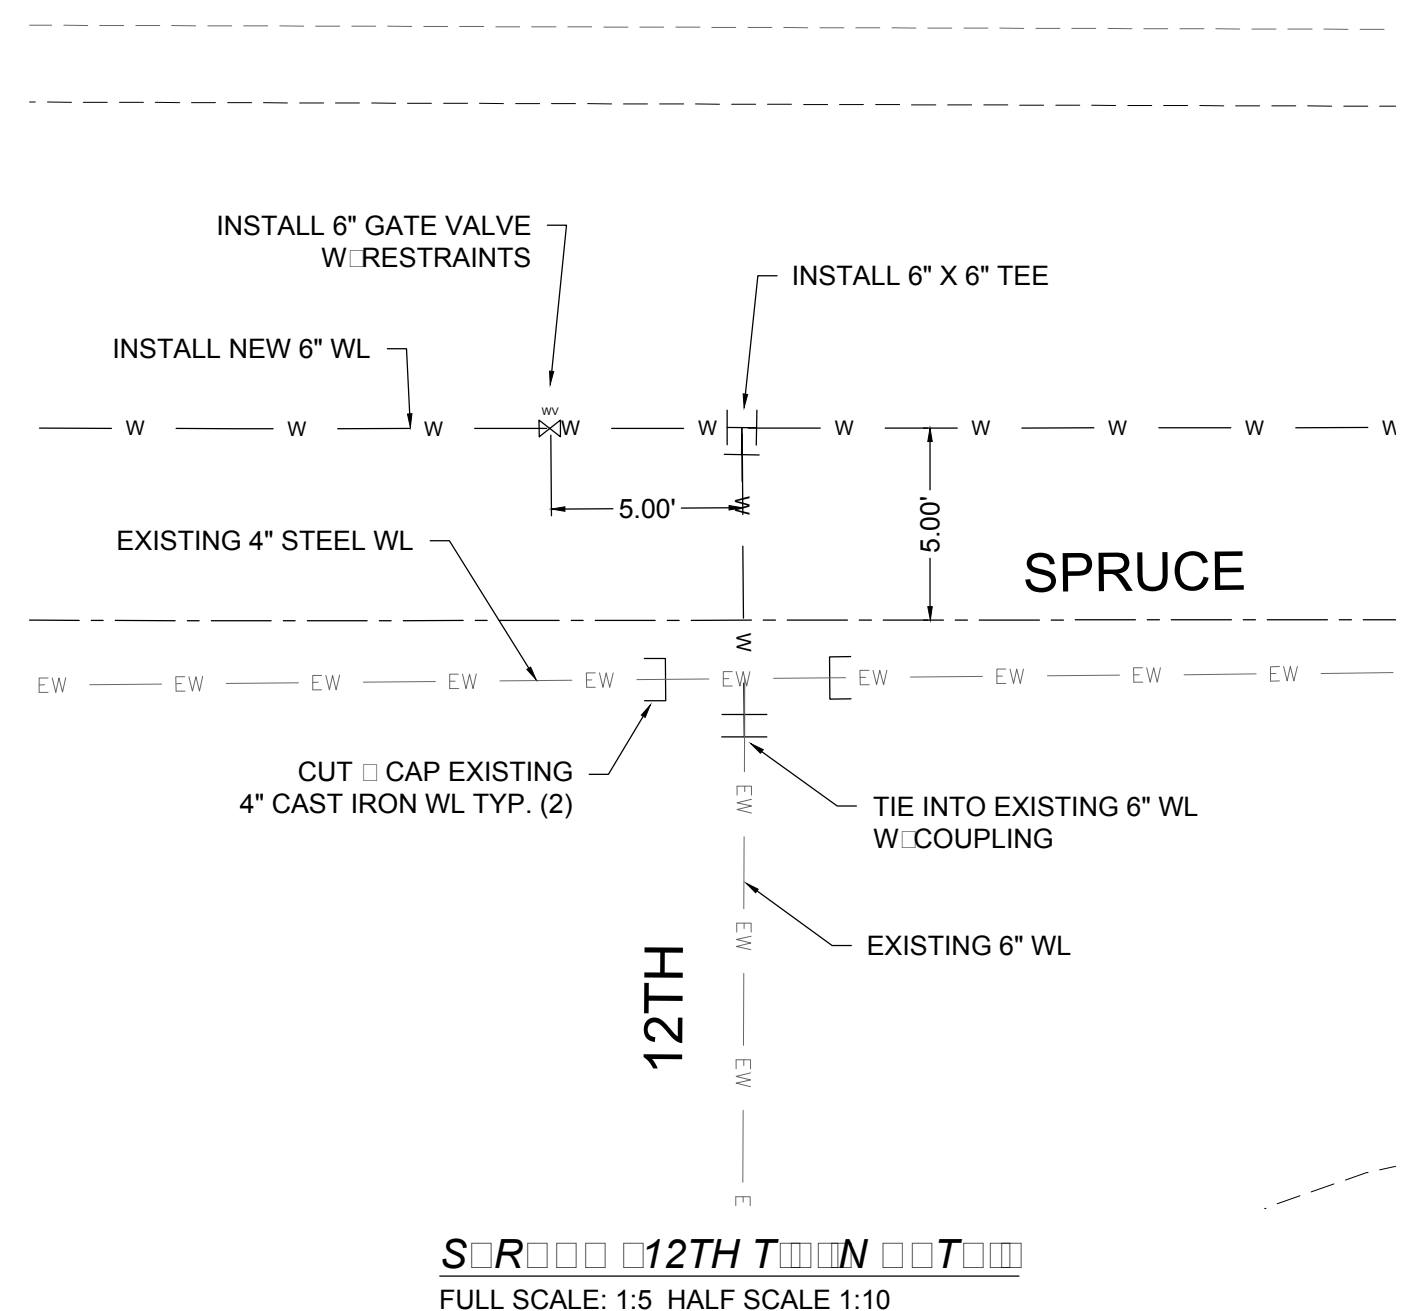 INSTALL 6" GATE VALVE
W□RESTRAINTS
INSTALL 6" X 6" TEE
INSTALL NEW 6" WL
WV
W W W W W W W W W W
5.00'
W
5.00'
EXISTING 4" STEEL WL
SPRUCE
W
EW EW EW EW EW EW EW EW EW EW
CUT □ CAP EXISTING
4" CAST IRON WL TYP. (2)
EW
TIE INTO EXISTING 6" WL
W□COUPLING
EW
EXISTING 6" WL
12TH
EW
E
S□R□□□ □12TH T□□□N □□T□□□
FULL SCALE: 1:5 HALF SCALE 1:10